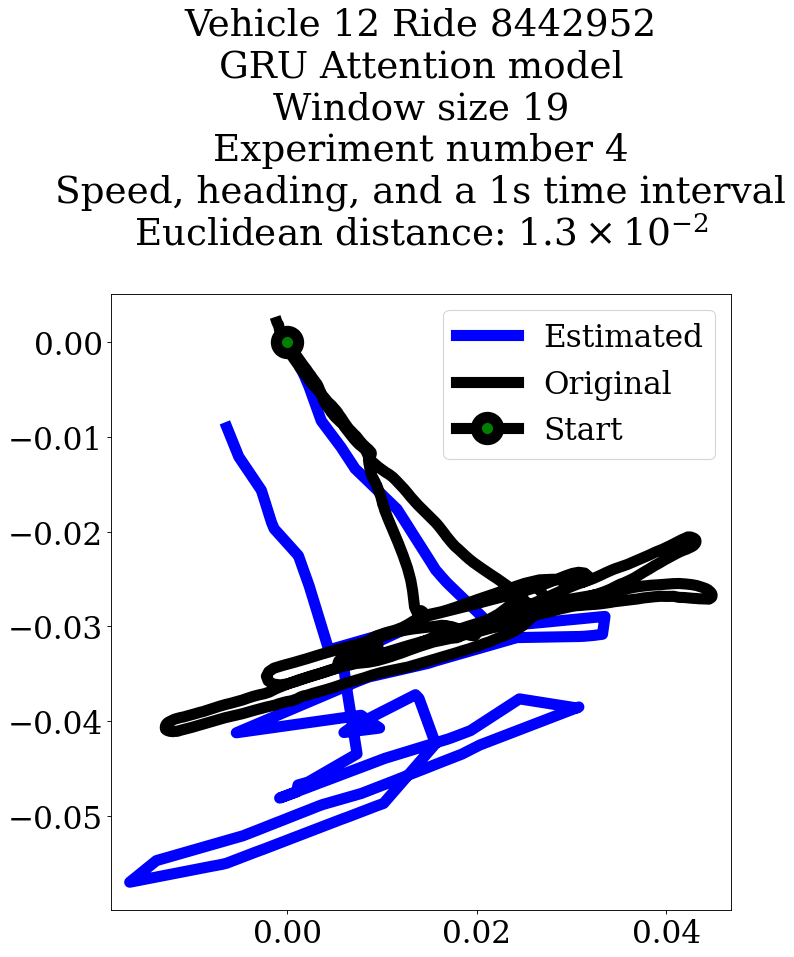 Vehicle 12 Ride 8442952
GRU Attention model
Window size 19
Experiment number 4
Speed, heading, and a 1s time interval
Euclidean distance: 1.3 × 10⁻²
Estimated
Original
Start
0.00
−0.01
−0.02
−0.03
−0.04
−0.05
0.00 0.02 0.04